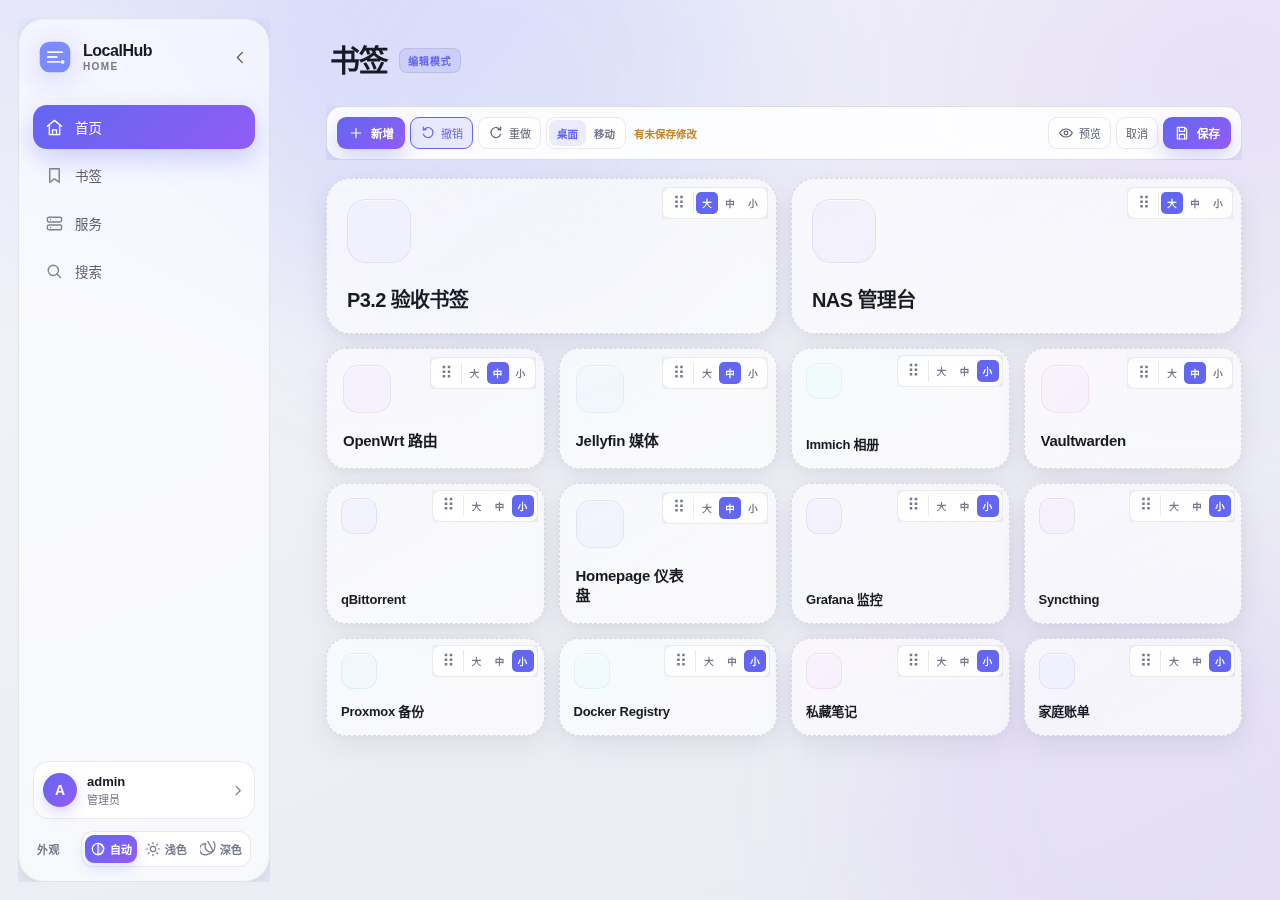 LocalHub
HOME
首页
书签
服务
搜索
A
admin
管理员
外观
自动
浅色
深色
书签
编辑模式
新增
撤销
重做
桌面
移动
有未保存修改
预览
取消
保存
大 中 小
P3.2 验收书签
大 中 小
NAS 管理台
大 中 小
OpenWrt 路由
大 中 小
Jellyfin 媒体
大 中 小
Immich 相册
大 中 小
Vaultwarden
大 中 小
qBittorrent
大 中 小
Homepage 仪表
盘
大 中 小
Grafana 监控
大 中 小
Syncthing
大 中 小
Proxmox 备份
大 中 小
Docker Registry
大 中 小
私藏笔记
大 中 小
家庭账单